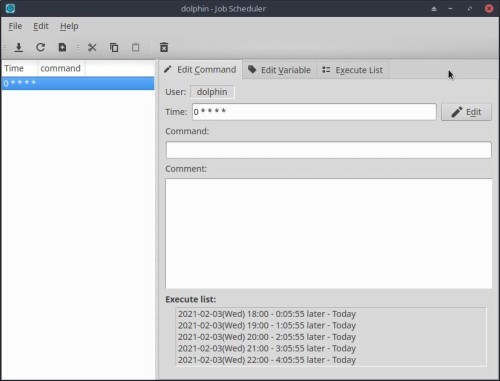 dolphin - Job Scheduler
File Edit Help
Time command
0 * * * *
Edit Command Edit Variable Execute List
User: dolphin
Time: 0 * * * * Edit
Command:
Comment:
Execute list:
2021-02-03(Wed) 18:00 - 0:05:55 later - Today
2021-02-03(Wed) 19:00 - 1:05:55 later - Today
2021-02-03(Wed) 20:00 - 2:05:55 later - Today
2021-02-03(Wed) 21:00 - 3:05:55 later - Today
2021-02-03(Wed) 22:00 - 4:05:55 later - Today